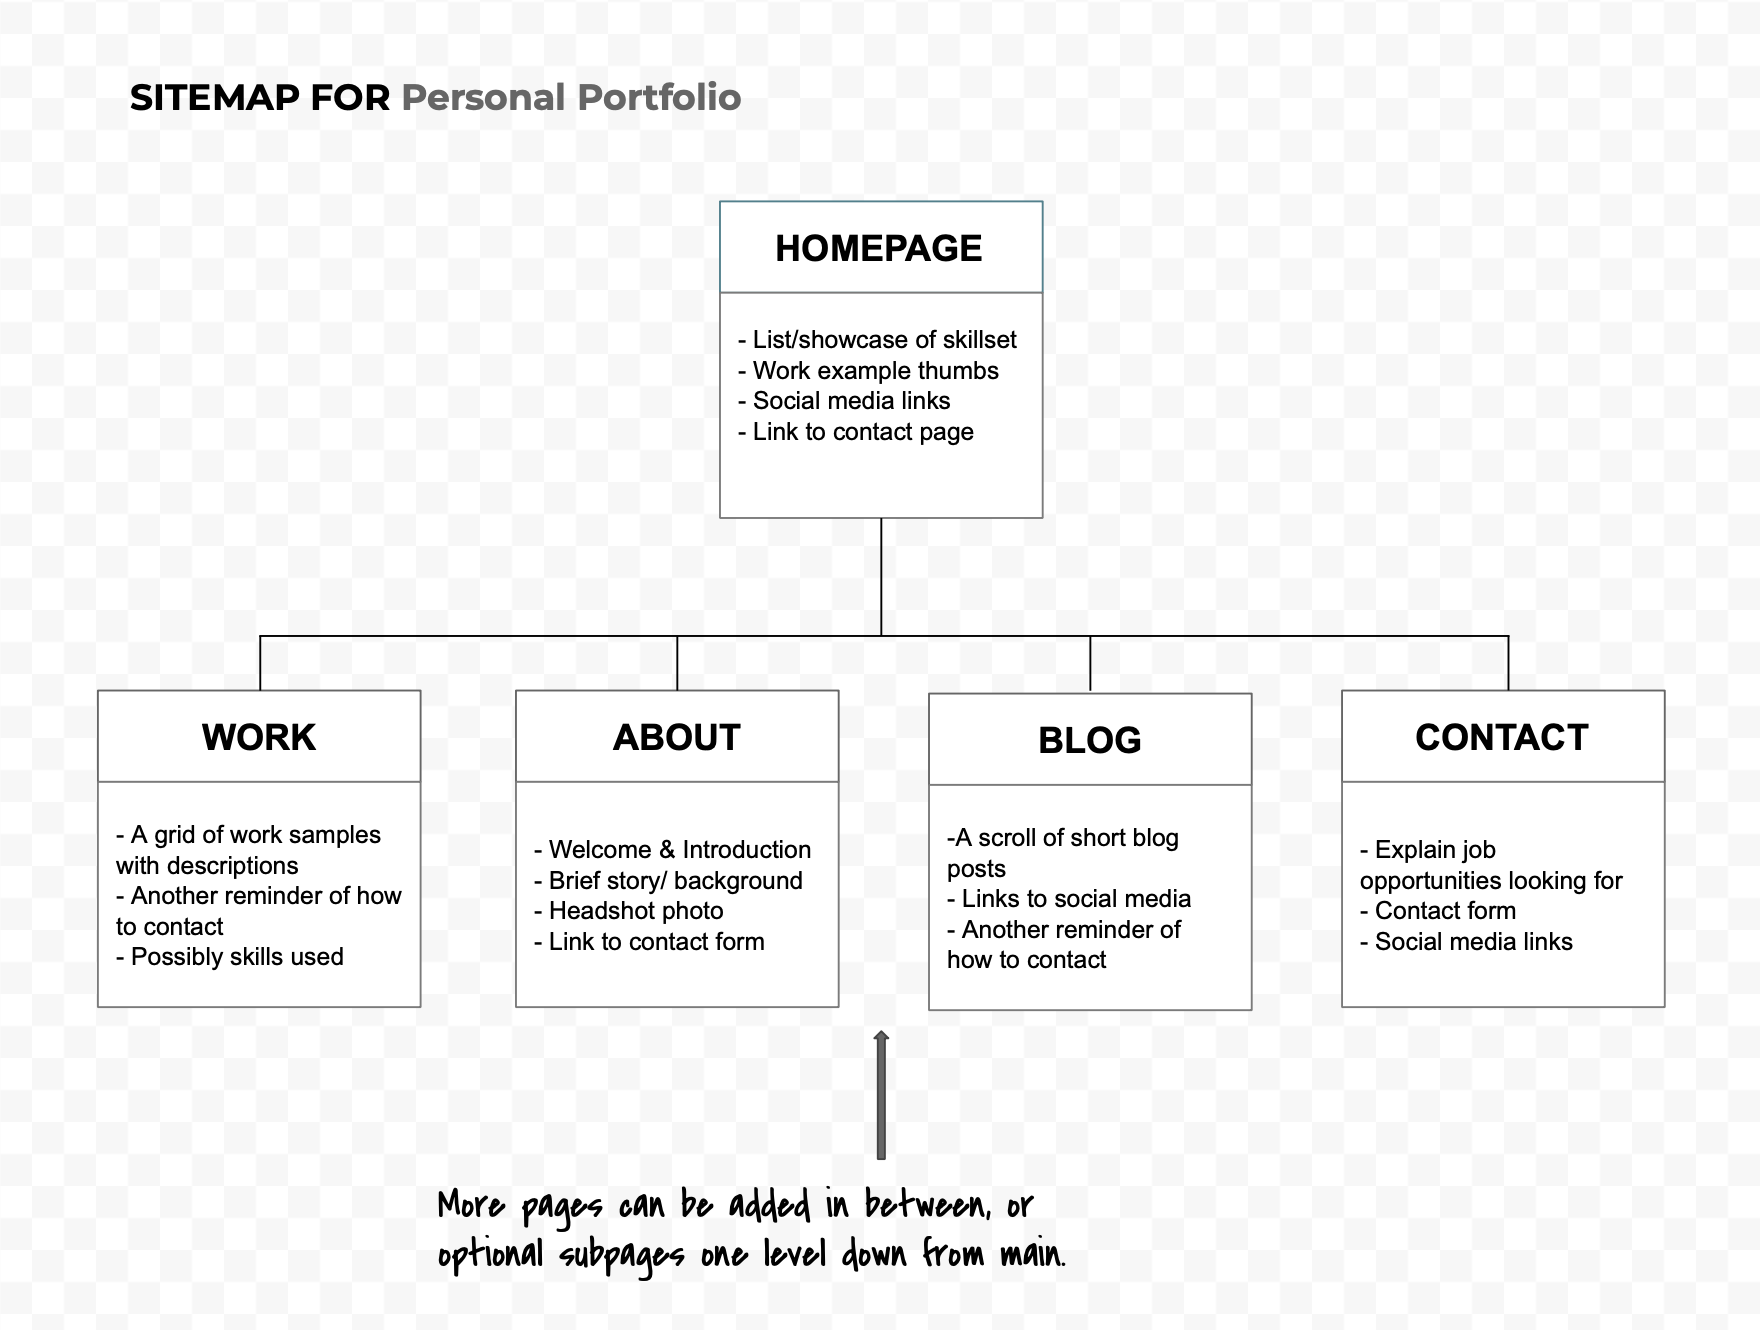 SITEMAP FOR Personal Portfolio
HOMEPAGE
- List/showcase of skillset
- Work example thumbs
- Social media links
- Link to contact page
WORK
- A grid of work samples
with descriptions
- Another reminder of how
to contact
- Possibly skills used
ABOUT
- Welcome & Introduction
- Brief story/ background
- Headshot photo
- Link to contact form
BLOG
-A scroll of short blog
posts
- Links to social media
- Another reminder of
how to contact
CONTACT
- Explain job
opportunities looking for
- Contact form
- Social media links
More pages can be added in between, or
optional subpages one level down from main.